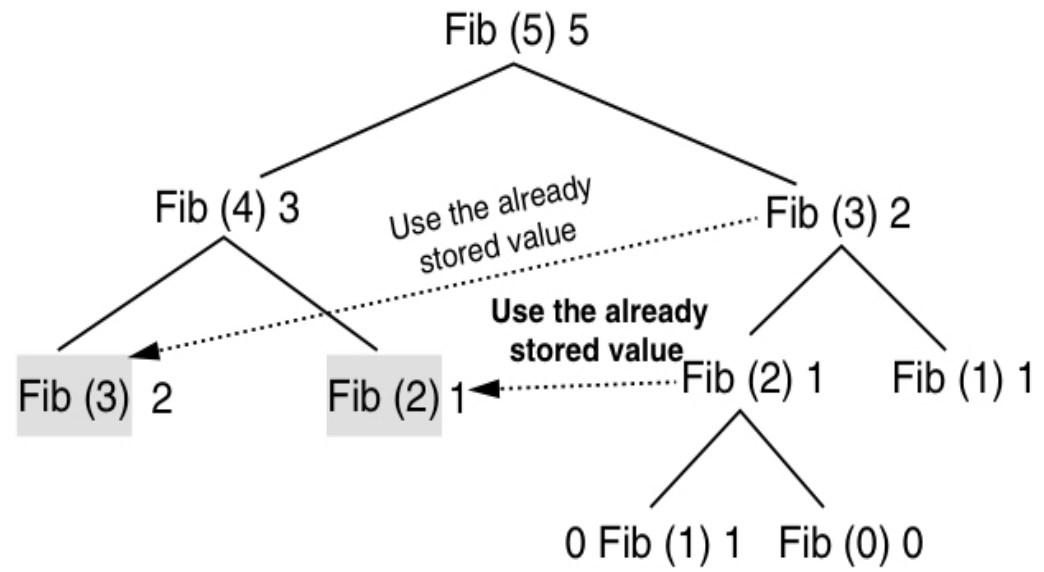 Fib (5) 5
Fib (4) 3
Use the already
stored value
Fib (3) 2
Use the already
stored value
Fib (3) 2
Fib (2) 1
Fib (2) 1
Fib (1) 1
0 Fib (1) 1
Fib (0) 0